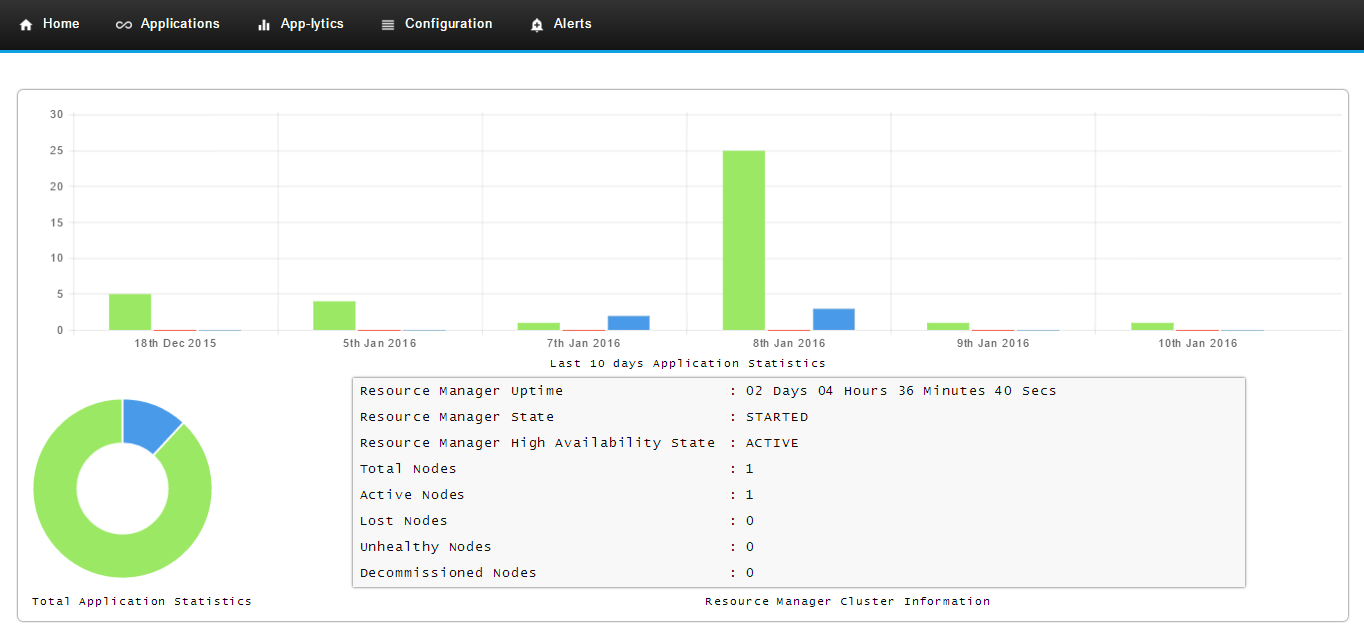 Home Applications App-lytics Configuration Alerts
30
25
20
15
10
5
0
18th Dec 2015 5th Jan 2016 7th Jan 2016 8th Jan 2016 9th Jan 2016 10th Jan 2016
Last 10 days Application Statistics
Resource Manager Uptime : 02 Days 04 Hours 36 Minutes 40 Secs
Resource Manager State : STARTED
Resource Manager High Availability State : ACTIVE
Total Nodes : 1
Active Nodes : 1
Lost Nodes : 0
Unhealthy Nodes : 0
Decommissioned Nodes : 0
Total Application Statistics
Resource Manager Cluster Information